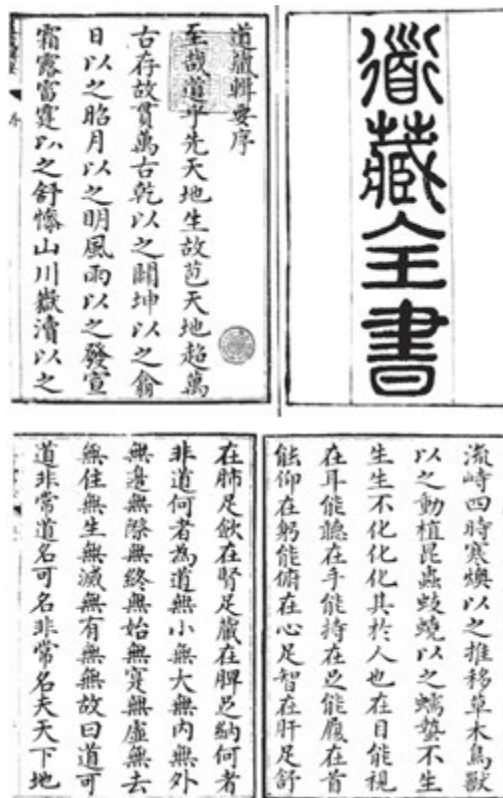 道藏全書
道藏輯要序
至哉道乎先天地生故苞天地超萬
古存故貫萬古乾以之闢坤以之翕
日以之昭月以之明風雨以之發宣
霜露雷霆以之舒慘山川嶽瀆以之
流峙四時寒燠以之推移草木鳥獸
以之動植昆蟲蚑蟯以之蠕蟄不生
生生不化化化其於人也在目能視
在耳能聽在手能持在足能履在首
能仰在躬能俯在心足智在肝足舒
在肺足飲在腎足藏在脾足納何者
非道何者為道無小無大無內無外
無邊無際無終無始無寔無虛無去
無住無生無滅無有無無故曰道可
道非常道名可名非常名夫天下地